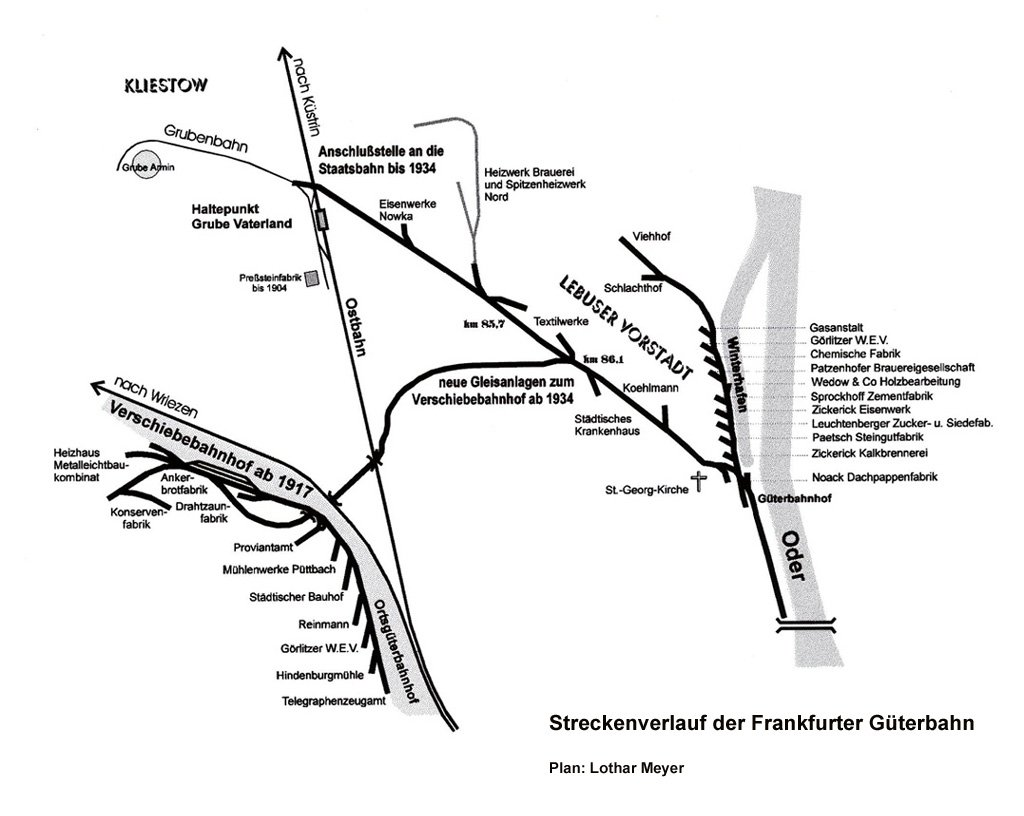 KLIESTOW
nach Küstrin
Grubenbahn
Grube Armin
Anschlußstelle an die
Staatsbahn bis 1934
Haltepunkt
Grube Vaterland
Eisenwerke
Nowka
Heizwerk Brauerei
und Spitzenheizwerk
Nord
Preßsteinfabrik
bis 1904
Ostbahn
km 85,7
Textilwerke
LEBUSER VORSTADT
Viehhof
Schlachthof
Winterhafen
Gasanstalt
Görlitzer W.E.V.
Chemische Fabrik
Patzenhofer Brauereigesellschaft
Wedow & Co Holzbearbeitung
Sprockhoff Zementfabrik
Zickerick Eisenwerk
Leuchtenberger Zucker- u. Siedefab.
Paetsch Steingutfabrik
Zickerick Kalkbrennerei
Noack Dachpappenfabrik
Güterbahnhof
Oder
km 86,1
neue Gleisanlagen zum
Verschiebebahnhof ab 1934
Koehlmann
Städtisches
Krankenhaus
St.-Georg-Kirche
nach Wriezen
Verschiebebahnhof ab 1917
Heizhaus
Metalleichtbau-
kombinat
Anker-
brotfabrik
Konserven-
fabrik
Drahtzaun-
fabrik
Proviantamt
Mühlenwerke Püttbach
Städtischer Bauhof
Reinmann
Görlitzer W.E.V.
Hindenburgmühle
Telegraphenzeugamt
Ortsgüterbahnhof
Streckenverlauf der Frankfurter Güterbahn
Plan: Lothar Meyer